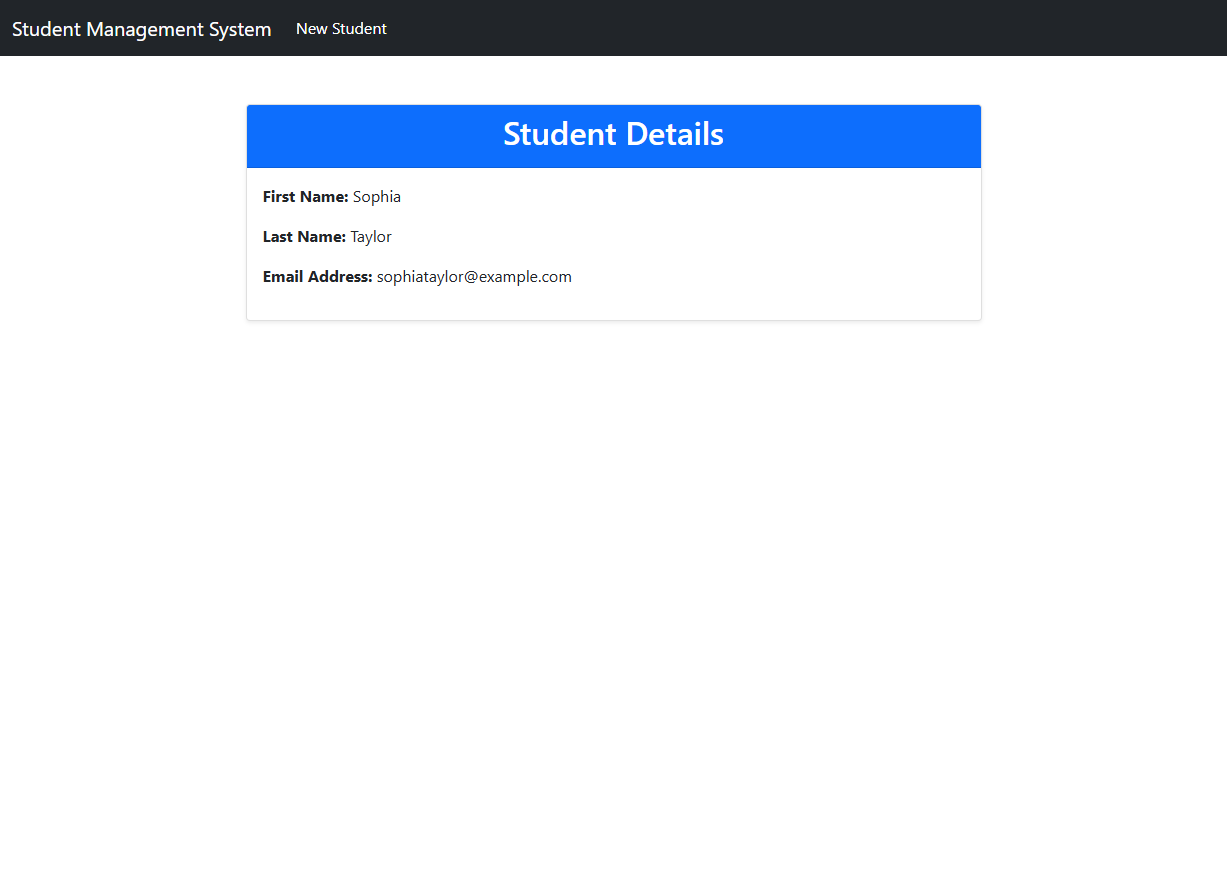 Student Management System New Student
Student Details
First Name: Sophia
Last Name: Taylor
Email Address: sophiataylor@example.com